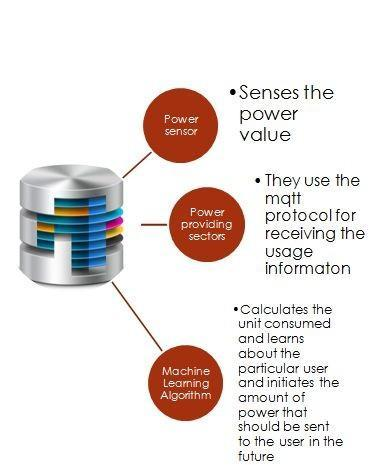 Power
sensor
•Senses the
power
value
Power
providing
sectors
• They use the
mqtt
protocol for
receiving the
usage
informaton
Machine
Learning
Algorithm
•Calculates the
unit consumed
and learns
about the
particular user
and initiates the
amount of
power that
should be sent
to the user in the
future